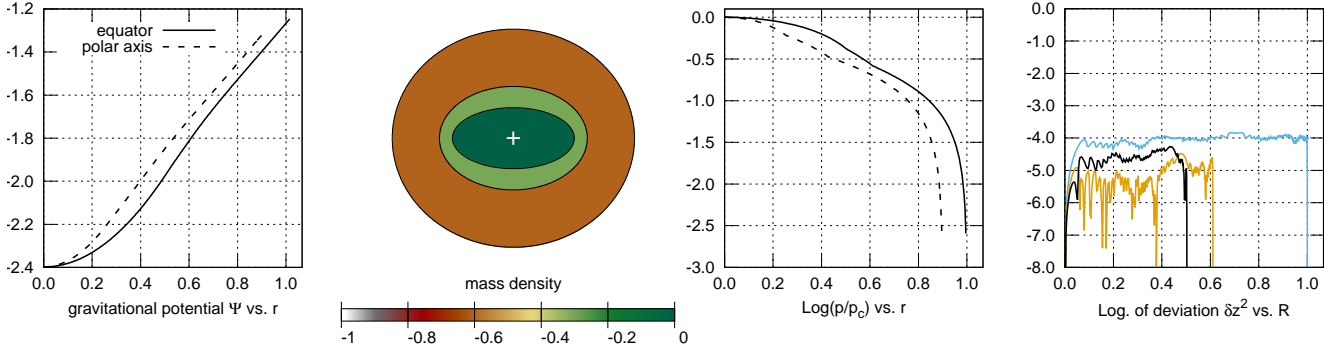 -1.2
-1.4
-1.6
-1.8
-2.0
-2.2
-2.4
0.0 0.2 0.4 0.6 0.8 1.0
equator
polar axis
gravitational potential Ψ vs. r
mass density
-1 -0.8 -0.6 -0.4 -0.2 0
0.0
-0.5
-1.0
-1.5
-2.0
-2.5
-3.0
0.0 0.2 0.4 0.6 0.8 1.0
Log(p/p_c) vs. r
0.0
-1.0
-2.0
-3.0
-4.0
-5.0
-6.0
-7.0
-8.0
0.0 0.2 0.4 0.6 0.8 1.0
Log. of deviation δz² vs. R